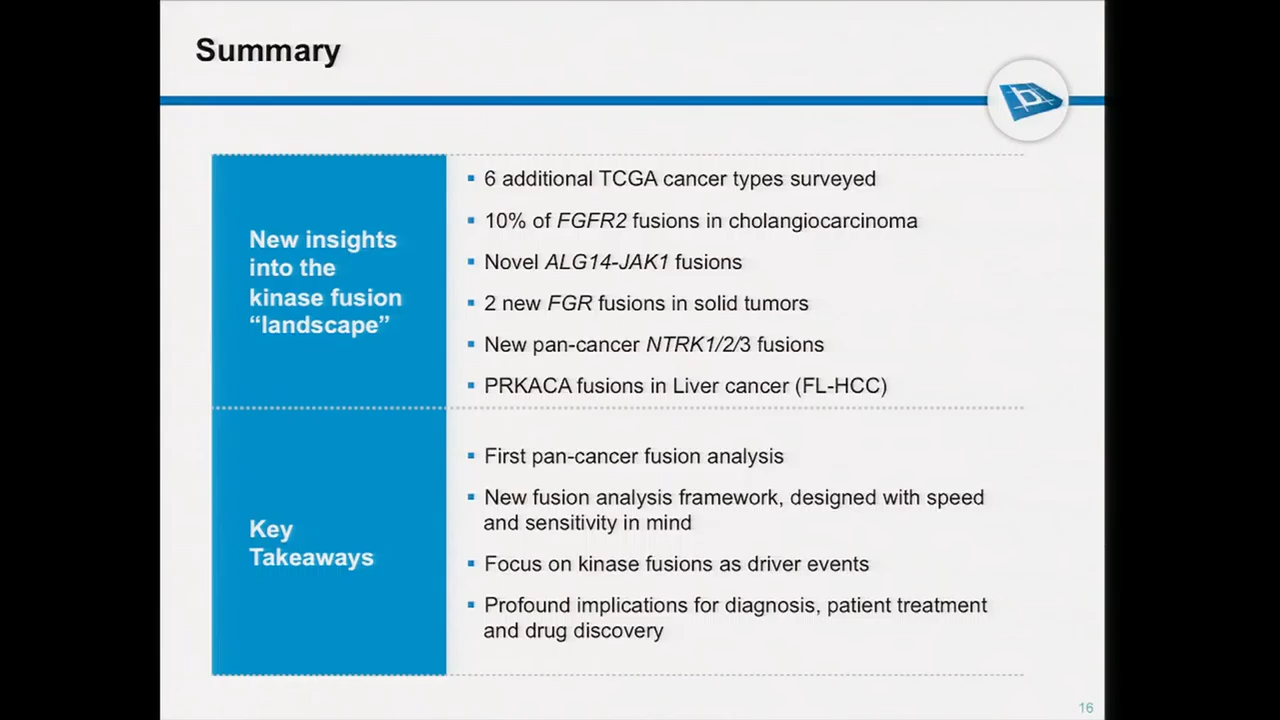 Summary
New insights
into the
kinase fusion
“landscape”
▪ 6 additional TCGA cancer types surveyed
▪ 10% of FGFR2 fusions in cholangiocarcinoma
▪ Novel ALG14-JAK1 fusions
▪ 2 new FGR fusions in solid tumors
▪ New pan-cancer NTRK1/2/3 fusions
▪ PRKACA fusions in Liver cancer (FL-HCC)
Key
Takeaways
▪ First pan-cancer fusion analysis
▪ New fusion analysis framework, designed with speed
and sensitivity in mind
▪ Focus on kinase fusions as driver events
▪ Profound implications for diagnosis, patient treatment
and drug discovery
16